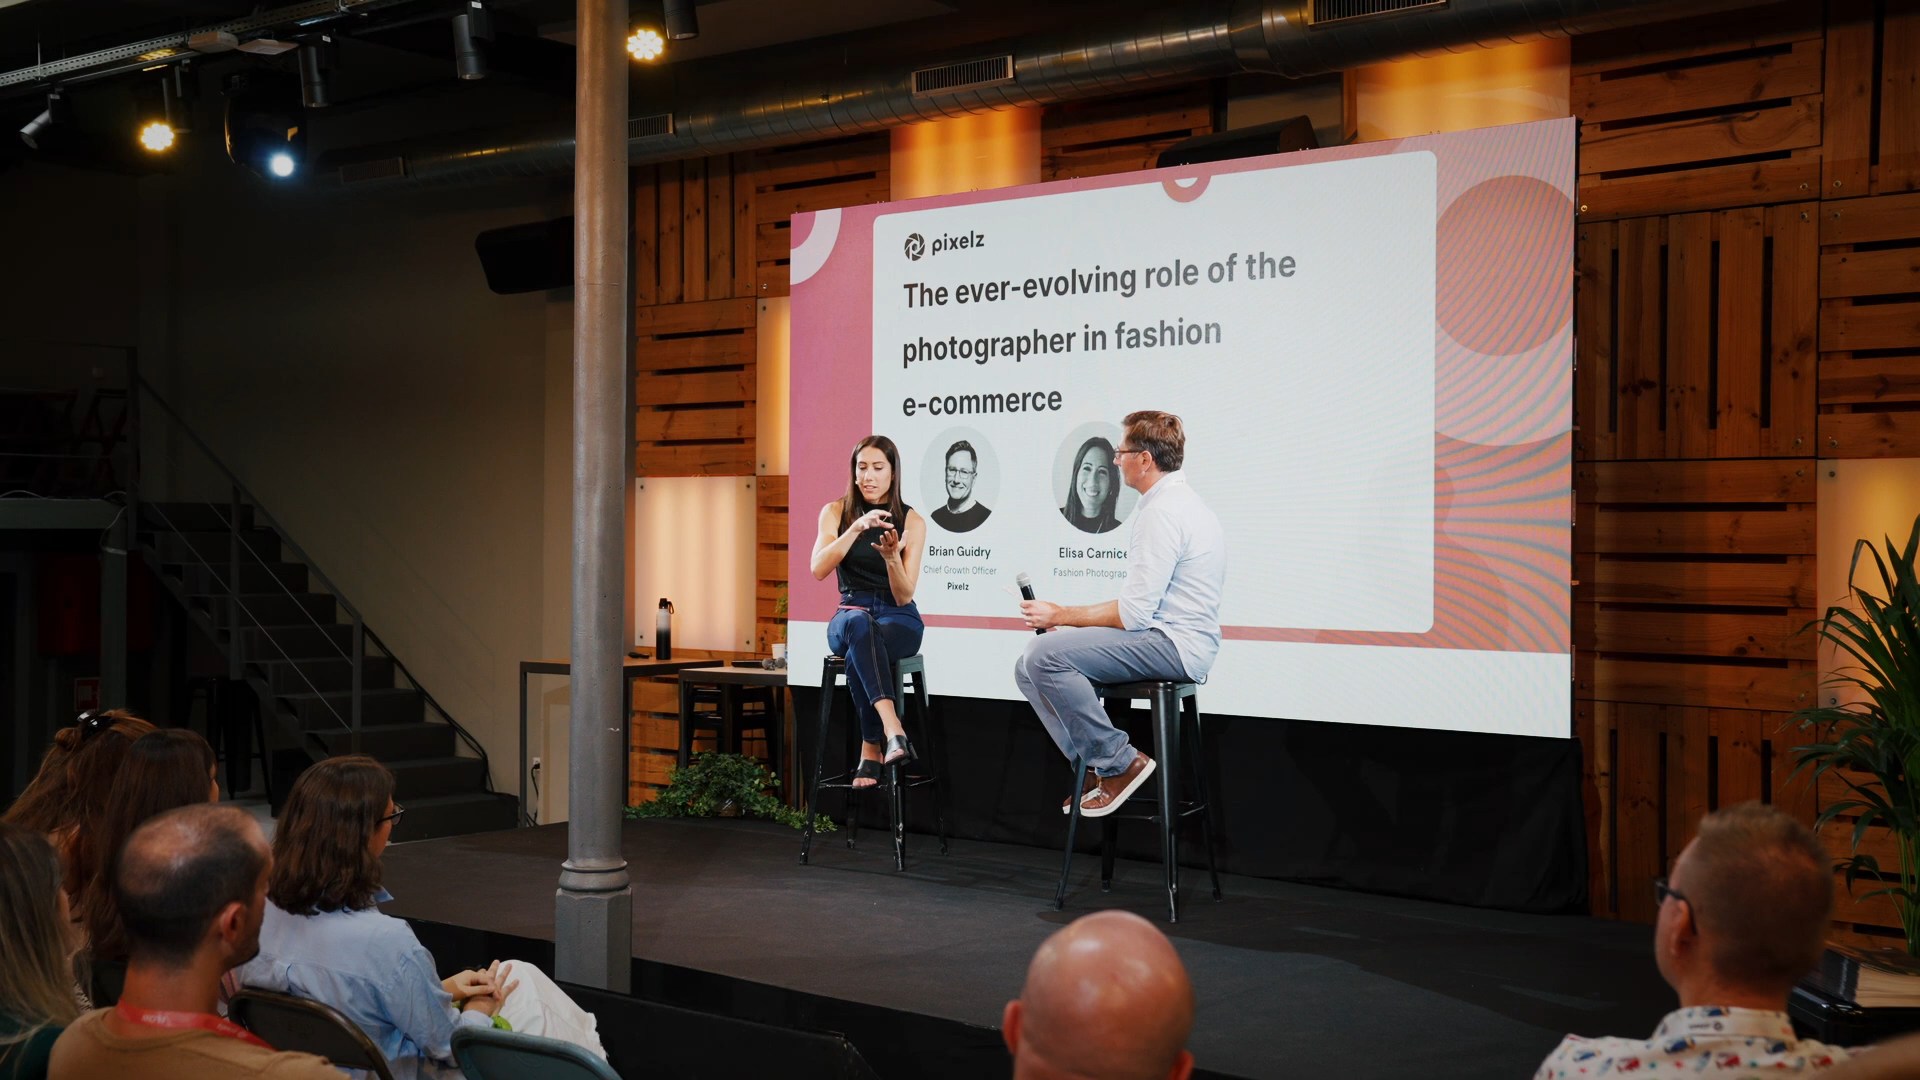 pixelz
The ever-evolving role of the
photographer in fashion
e-commerce
Brian Guidry
Chief Growth Officer
Pixelz
Elisa Carnice
Fashion Photograp